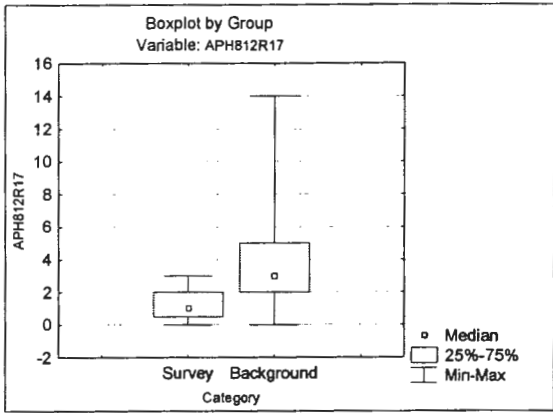 Boxplot by Group
Variable: APH812R17
16
14
12
10
8
6
4
2
0
-2
APH812R17
Survey
Background
Category
Median
25%-75%
Min-Max